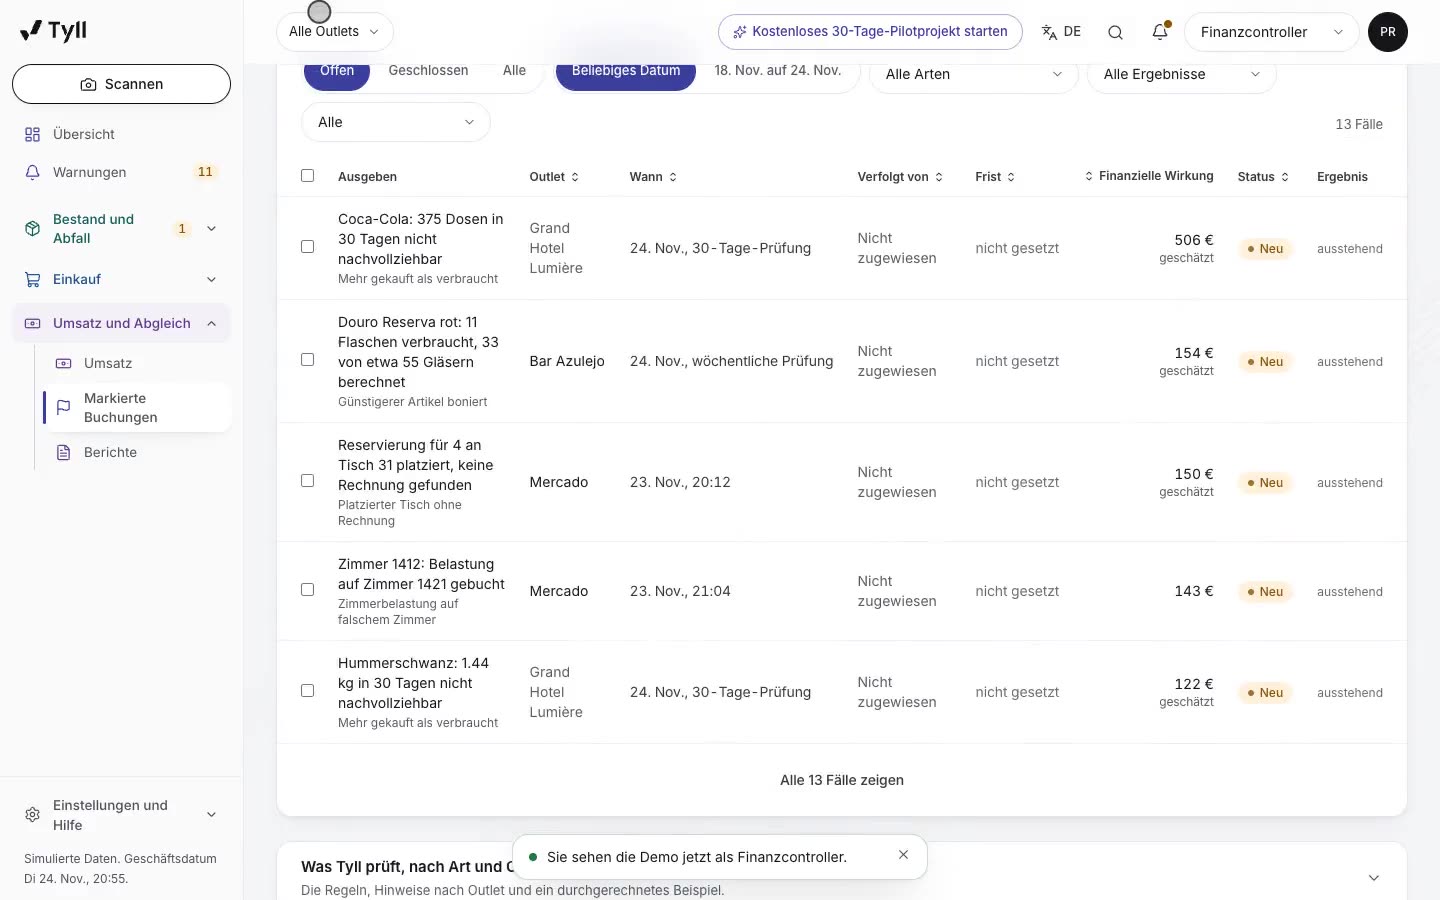 Tyll
Alle Outlets
Kostenloses 30-Tage-Pilotprojekt starten
DE
Finanzcontroller
PR
Scannen
Übersicht
Warnungen
11
Bestand und
Abfall
1
Einkauf
Umsatz und Abgleich
Umsatz
Markierte
Buchungen
Berichte
Einstellungen und
Hilfe
Simulierte Daten. Geschäftsdatum
Di 24. Nov., 20:55.
Offen
Geschlossen
Alle
Beliebiges Datum
18. Nov. auf 24. Nov.
Alle Arten
Alle Ergebnisse
Alle
13 Fälle
Ausgeben
Outlet
Wann
Verfolgt von
Frist
Finanzielle Wirkung
Status
Ergebnis
Coca-Cola: 375 Dosen in
30 Tagen nicht
nachvollziehbar
Mehr gekauft als verbraucht
Grand
Hotel
Lumière
24. Nov., 30-Tage-Prüfung
Nicht
zugewiesen
nicht gesetzt
506 €
geschätzt
Neu
ausstehend
Douro Reserva rot: 11
Flaschen verbraucht, 33
von etwa 55 Gläsern
berechnet
Günstigerer Artikel boniert
Bar Azulejo
24. Nov., wöchentliche Prüfung
Nicht
zugewiesen
nicht gesetzt
154 €
geschätzt
Neu
ausstehend
Reservierung für 4 an
Tisch 31 platziert, keine
Rechnung gefunden
Platzierter Tisch ohne
Rechnung
Mercado
23. Nov., 20:12
Nicht
zugewiesen
nicht gesetzt
150 €
geschätzt
Neu
ausstehend
Zimmer 1412: Belastung
auf Zimmer 1421 gebucht
Zimmerbelastung auf
falschem Zimmer
Mercado
23. Nov., 21:04
Nicht
zugewiesen
nicht gesetzt
143 €
Neu
ausstehend
Hummerschwanz: 1.44
kg in 30 Tagen nicht
nachvollziehbar
Mehr gekauft als verbraucht
Grand
Hotel
Lumière
24. Nov., 30-Tage-Prüfung
Nicht
zugewiesen
nicht gesetzt
122 €
geschätzt
Neu
ausstehend
Alle 13 Fälle zeigen
Was Tyll prüft, nach Art und
Die Regeln, Hinweise nach Outlet und ein durchgerechnetes Beispiel.
Sie sehen die Demo jetzt als Finanzcontroller.